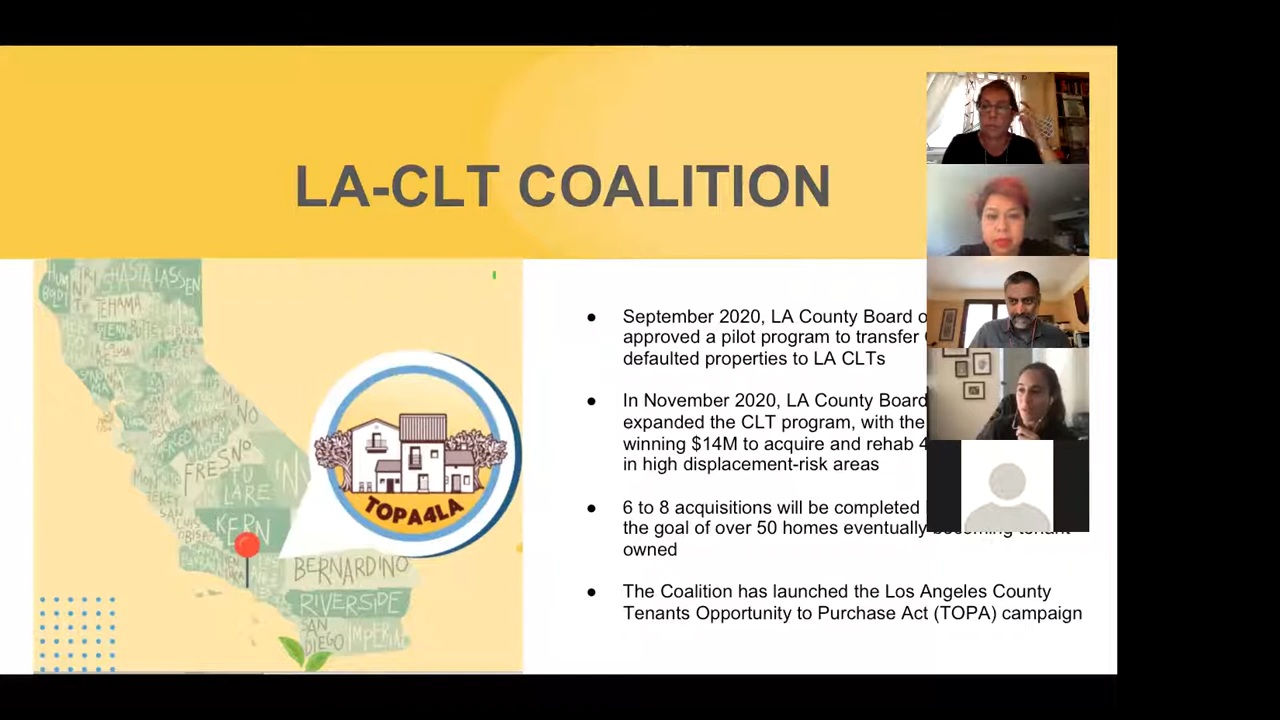 LA-CLT COALITION
● September 2020, LA County Board
approved a pilot program to transfer
defaulted properties to LA CLTs
● In November 2020, LA County Board
expanded the CLT program, with the
winning $14M to acquire and rehab 4
in high displacement-risk areas
● 6 to 8 acquisitions will be completed
the goal of over 50 homes eventually becoming tenant
owned
● The Coalition has launched the Los Angeles County
Tenants Opportunity to Purchase Act (TOPA) campaign
TOPA4LA
LASSEN
TEHAMA
FRESNO
TU
LARE
KERN
BERNARDINO
RIVERSIDE
SAN
DIEGO
IMPERIAL